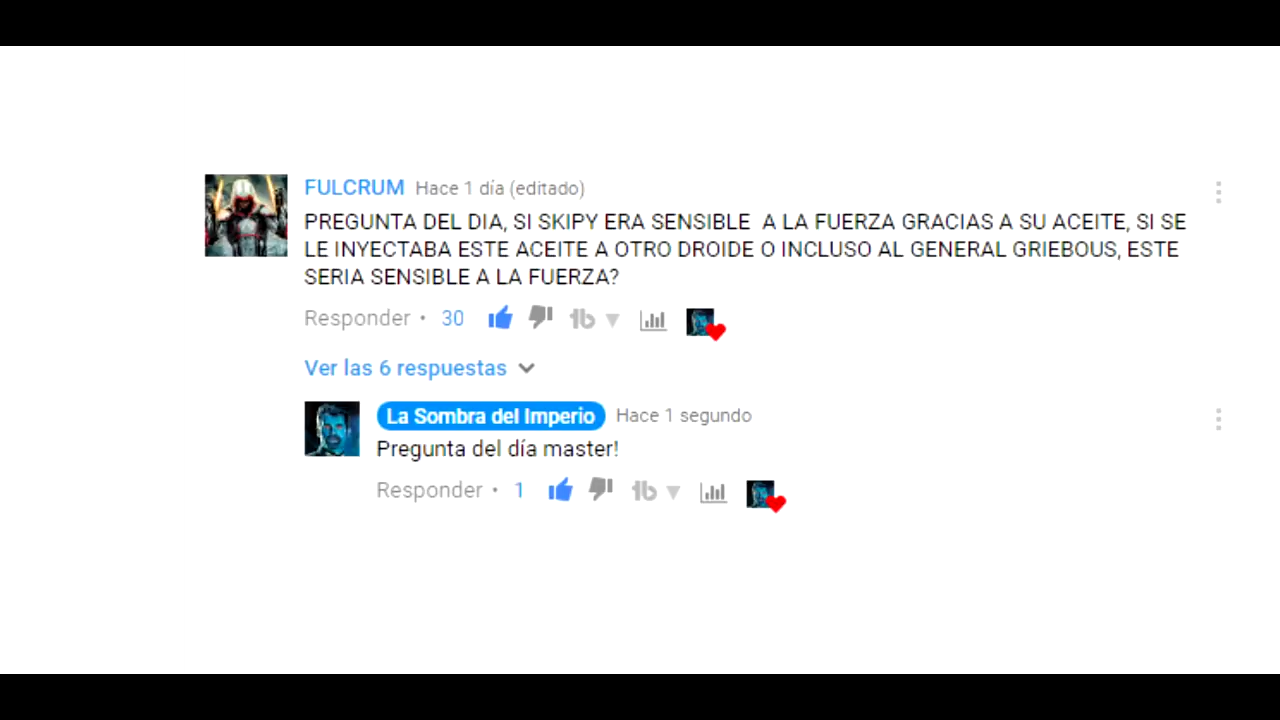 FULCRUM Hace 1 día (editado)
PREGUNTA DEL DIA, SI SKIPY ERA SENSIBLE A LA FUERZA GRACIAS A SU ACEITE, SI SE
LE INYECTABA ESTE ACEITE A OTRO DROIDE O INCLUSO AL GENERAL GRIEBOUS, ESTE
SERIA SENSIBLE A LA FUERZA?
Responder • 30
Ver las 6 respuestas
La Sombra del Imperio Hace 1 segundo
Pregunta del día master!
Responder • 1